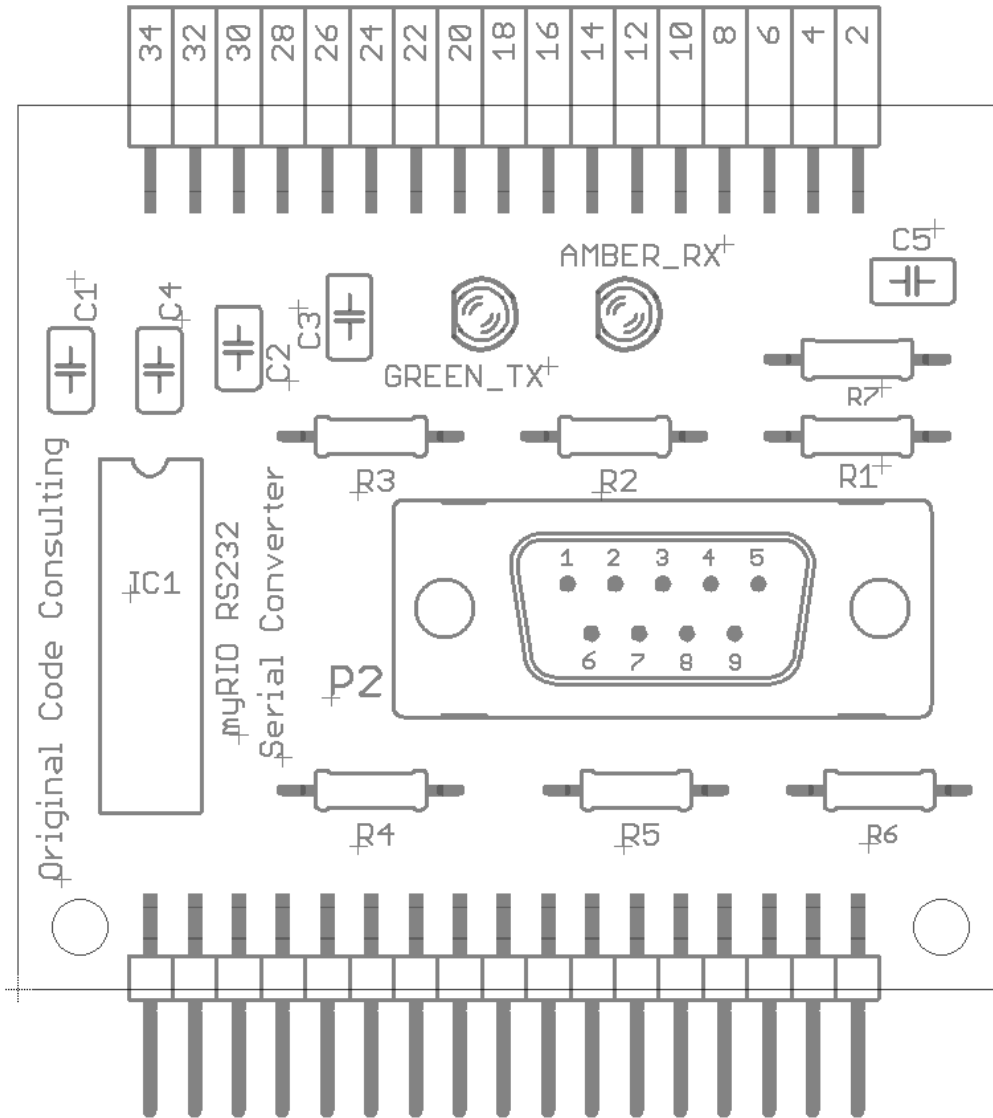 34 32 30 28 26 24 22 20 18 16 14 12 10 8 6 4 2
C5
AMBER_RX
C1
C4
C3
C2
GREEN_TX
R7
R3
R2
R1
Original Code Consulting
myRIO RS232
Serial Converter
IC1
1 2 3 4 5
6 7 8 9
P2
R4
R5
R6